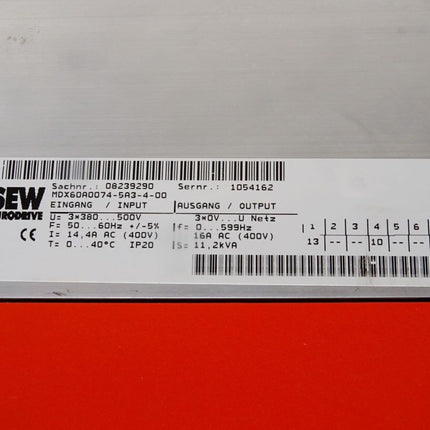 SEW Sachnr.: 08239290 Sernr.: 1054162
EURODRIVE MDX60A0074-5A3-4-00
EINGANG / INPUT AUSGANG / OUTPUT
U= 3*380...500V 3*0V...U Netz 1 2 3 4 5 6
F= 50...60Hz +/-5% f= 0...599Hz 13 -- -- 10 -- --
CE I= 14,4A AC (400V) 16A AC (400V)
T= 0...40°C IP20 S= 11,2kVA